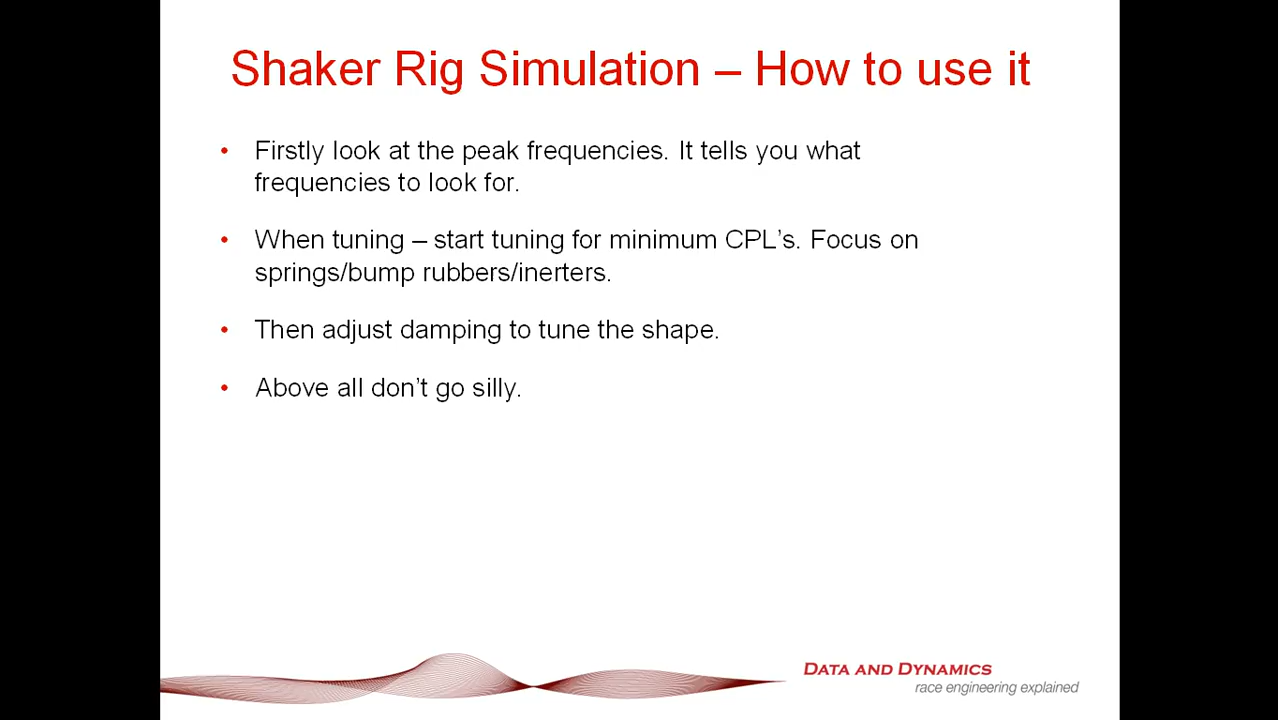 Shaker Rig Simulation – How to use it
• Firstly look at the peak frequencies. It tells you what
frequencies to look for.
• When tuning – start tuning for minimum CPL’s. Focus on
springs/bump rubbers/inerters.
• Then adjust damping to tune the shape.
• Above all don’t go silly.
DATA AND DYNAMICS
race engineering explained